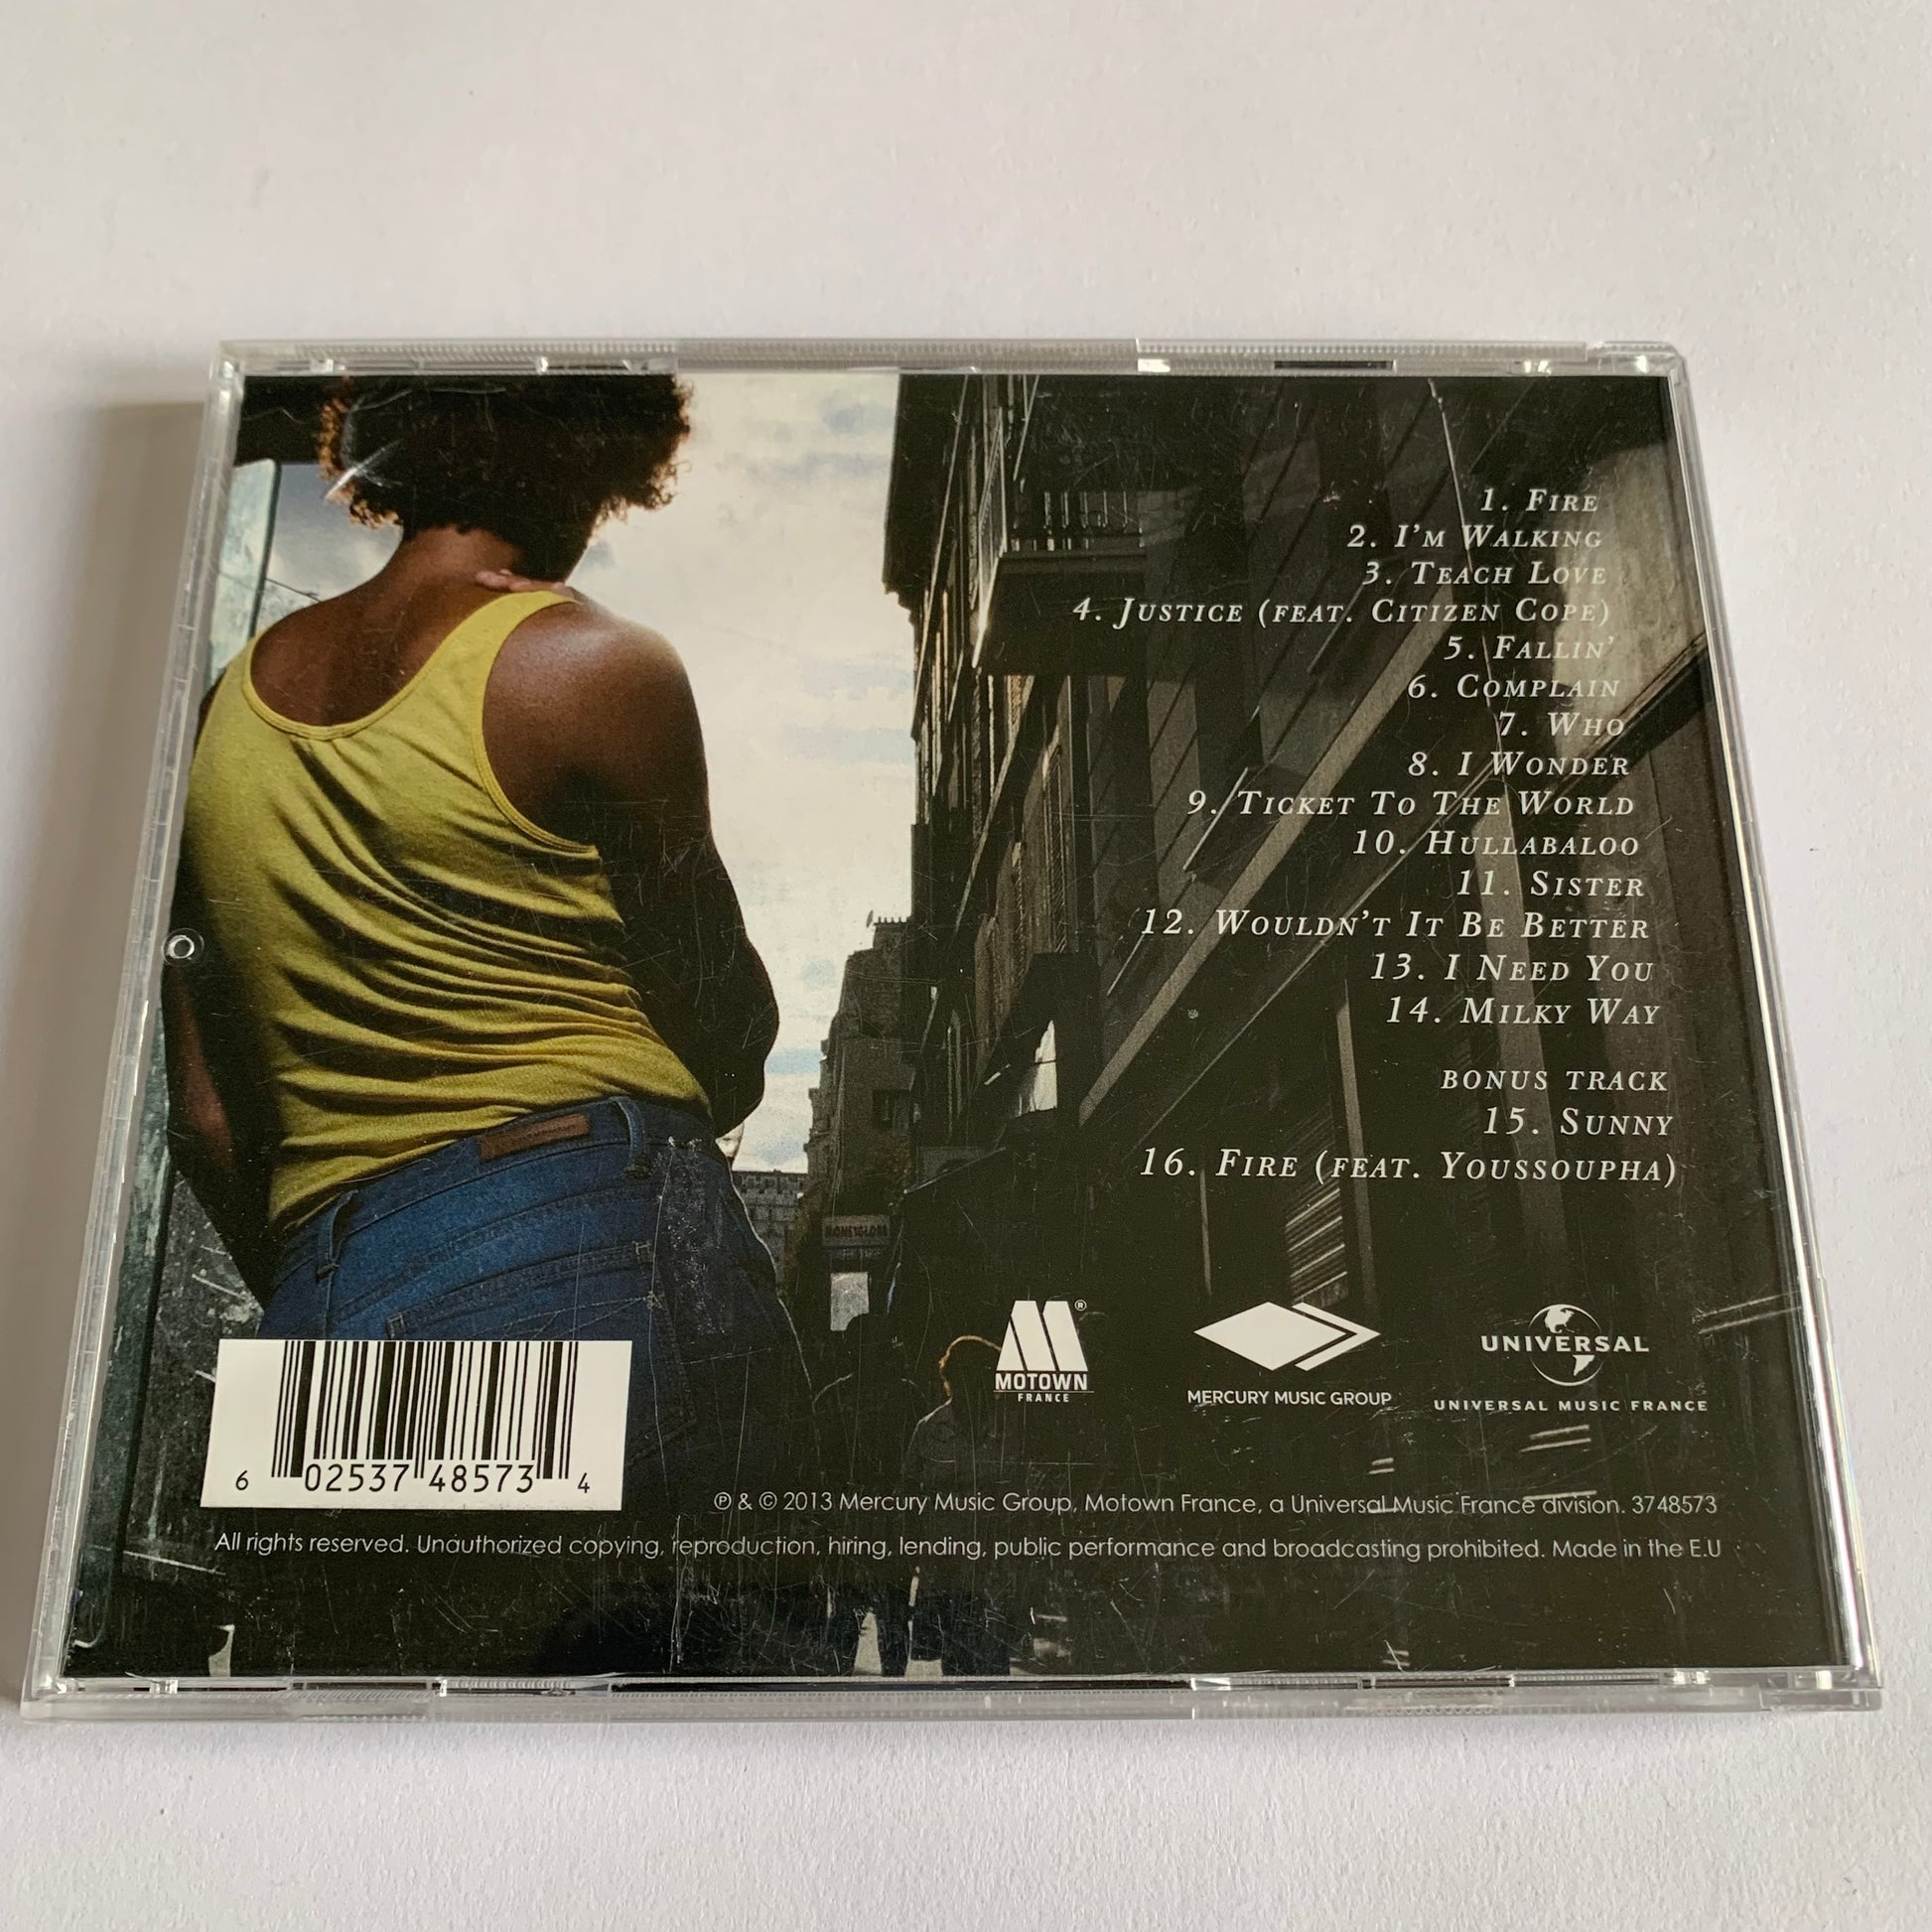 1. Fire
2. I'm Walking
3. Teach Love
4. Justice (feat. Citizen Cope)
5. Fallin'
6. Complain
7. Who
8. I Wonder
9. Ticket To The World
10. Hullabaloo
11. Sister
12. Wouldn't It Be Better
13. I Need You
14. Milky Way
bonus track
15. Sunny
16. Fire (feat. Youssoupha)
MOTOWN®
FRANCE
MERCURY MUSIC GROUP
UNIVERSAL
UNIVERSAL MUSIC FRANCE
6 02537 48573 4
℗ & © 2013 Mercury Music Group, Motown France, a Universal Music France division. 3748573
All rights reserved. Unauthorized copying, reproduction, hiring, lending, public performance and broadcasting prohibited. Made in the E.U